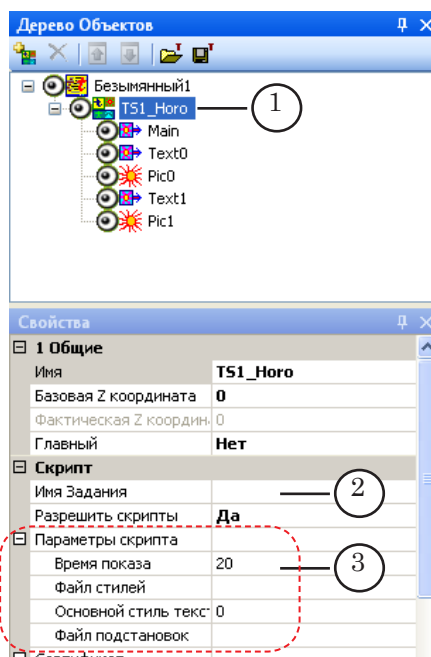 Дерево Объектов
Безымянный1
TS1_Horo
1
Main
Text0
Pic0
Text1
Pic1
Свойства
1 Общие
Имя TS1_Horo
Базовая Z координата 0
Фактическая Z координ 0
Главный Нет
Скрипт
Имя Задания
2
Разрешить скрипты Да
Параметры скрипта
Время показа 20
3
Файл стилей
Основной стиль текс 0
Файл подстановок